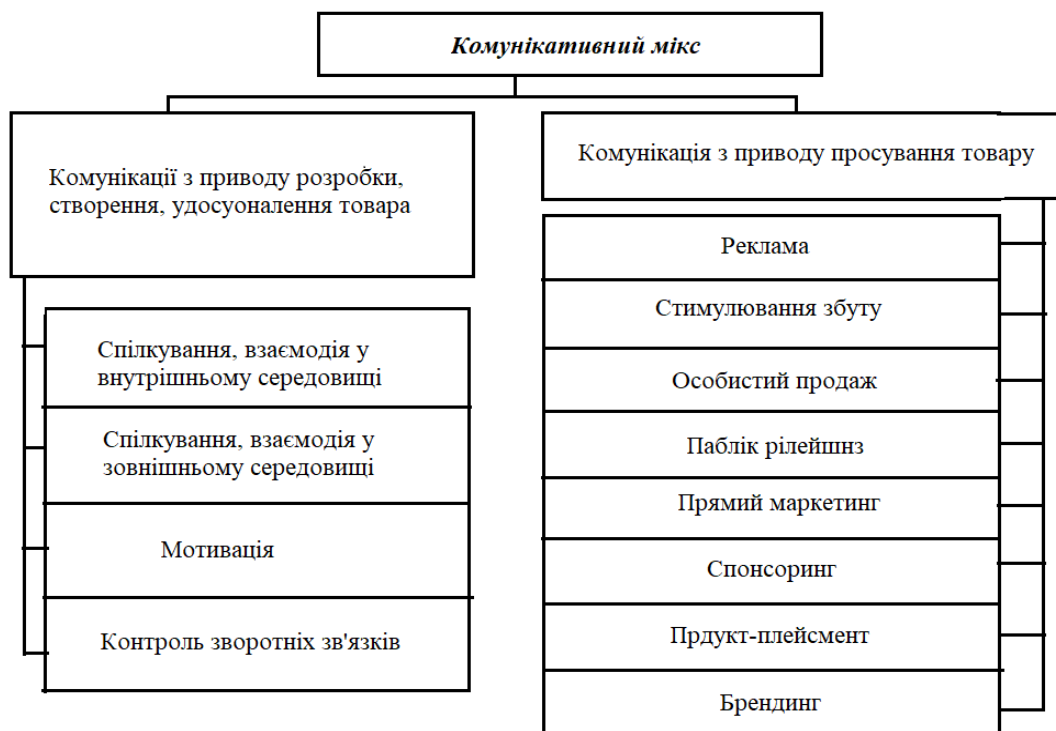 Комунікативний мікс
Комунікації з приводу розробки,
створення, удосуоналення товара
Спілкування, взаємодія у
внутрішньому середовищі
Спілкування, взаємодія у
зовнішньому середовищі
Мотивація
Контроль зворотніх зв'язків
Комунікація з приводу просування товару
Реклама
Стимулювання збуту
Особистий продаж
Паблік рілейшнз
Прямий маркетинг
Спонсоринг
Прдукт-плейсмент
Брендинг